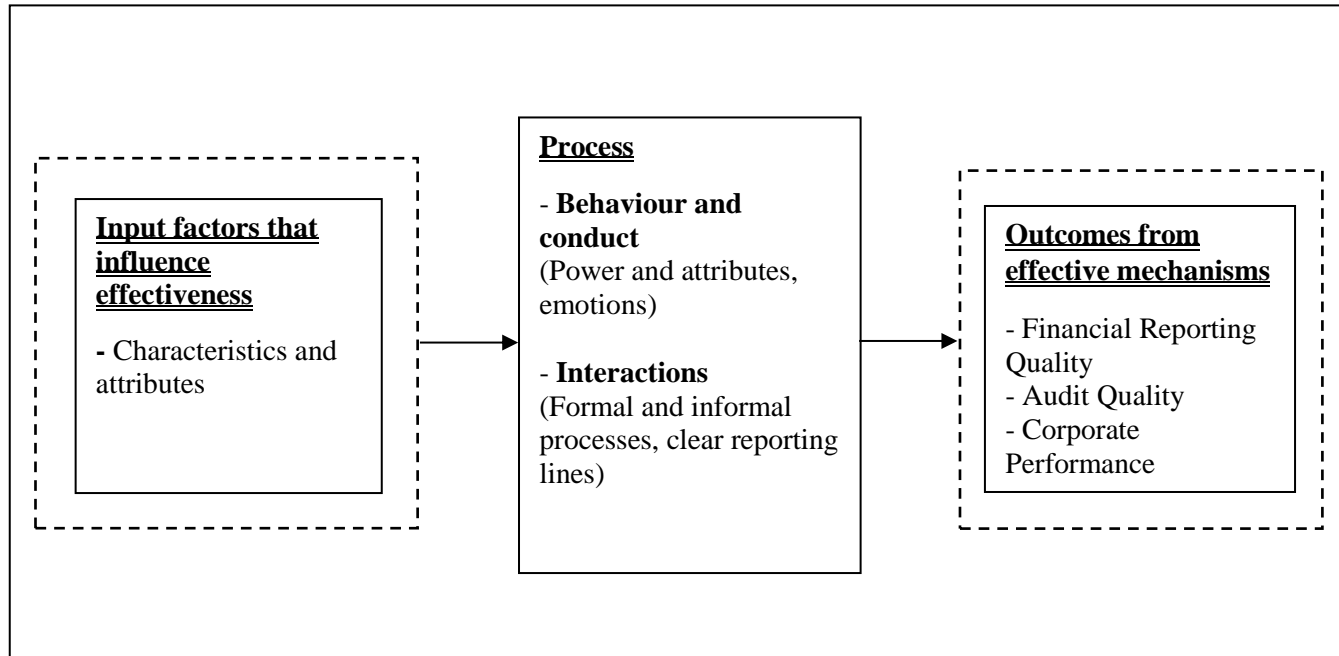 Input factors that
influence
effectiveness
- Characteristics and
attributes
Process
- Behaviour and
conduct
(Power and attributes,
emotions)
- Interactions
(Formal and informal
processes, clear reporting
lines)
Outcomes from
effective mechanisms
- Financial Reporting
Quality
- Audit Quality
- Corporate
Performance